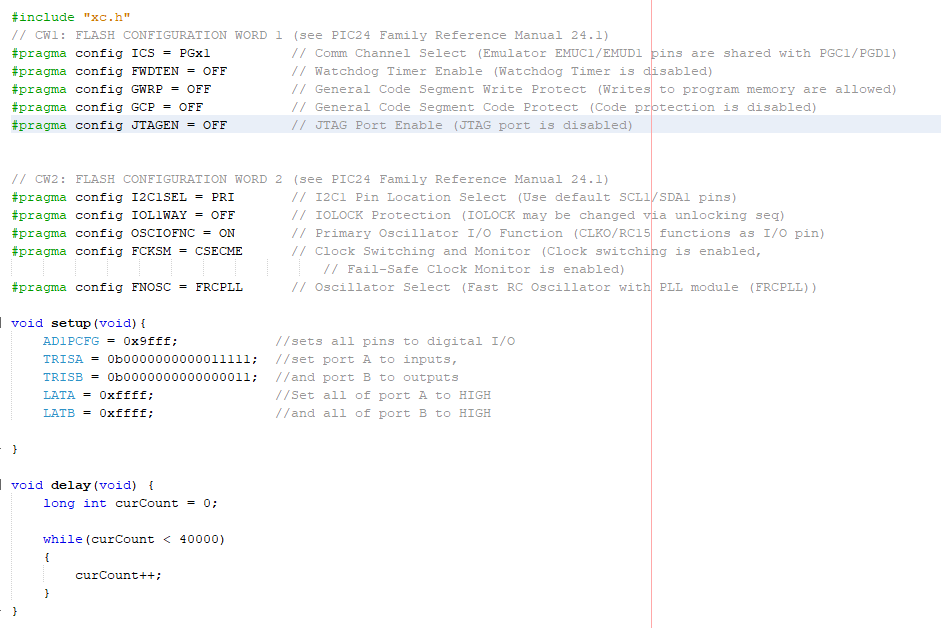 #include "xc.h"
// CW1: FLASH CONFIGURATION WORD 1 (see PIC24 Family Reference Manual 24.1)
#pragma config ICS = PGx1          // Comm Channel Select (Emulator EMUC1/EMUD1 pins are shared with PGC1/PGD1)
#pragma config FWDTEN = OFF        // Watchdog Timer Enable (Watchdog Timer is disabled)
#pragma config GWRP = OFF          // General Code Segment Write Protect (Writes to program memory are allowed)
#pragma config GCP = OFF           // General Code Segment Code Protect (Code protection is disabled)
#pragma config JTAGEN = OFF        // JTAG Port Enable (JTAG port is disabled)
// CW2: FLASH CONFIGURATION WORD 2 (see PIC24 Family Reference Manual 24.1)
#pragma config I2C1SEL = PRI       // I2C1 Pin Location Select (Use default SCL1/SDA1 pins)
#pragma config IOL1WAY = OFF       // IOLOCK Protection (IOLOCK may be changed via unlocking seq)
#pragma config OSCIOFNC = ON       // Primary Oscillator I/O Function (CLKO/RC15 functions as I/O pin)
#pragma config FCKSM = CSECME      // Clock Switching and Monitor (Clock switching is enabled,
                                       // Fail-Safe Clock Monitor is enabled)
#pragma config FNOSC = FRCPLL      // Oscillator Select (Fast RC Oscillator with PLL module (FRCPLL))
void setup(void){
    AD1PCFG = 0x9fff;            //sets all pins to digital I/O
    TRISA = 0b0000000000011111;  //set port A to inputs,
    TRISB = 0b0000000000000011;  //and port B to outputs
    LATA = 0xffff;               //Set all of port A to HIGH
    LATB = 0xffff;               //and all of port B to HIGH
}
void delay(void) {
    long int curCount = 0;
    while(curCount < 40000)
    {
        curCount++;
    }
}